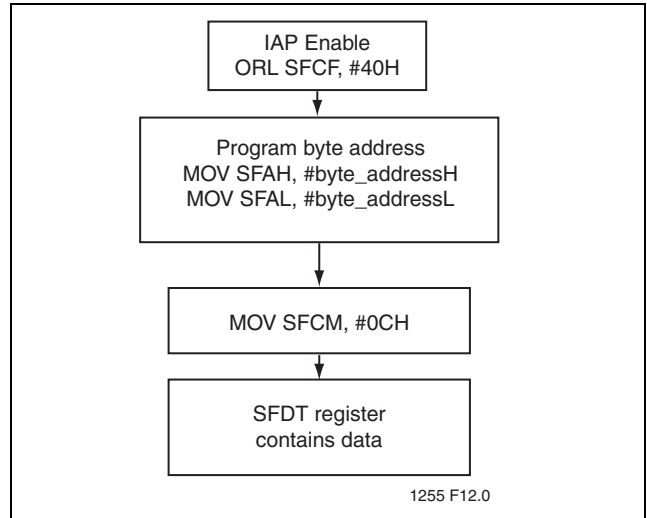 IAP Enable
ORL SFCF, #40H
Program byte address
MOV SFAH, #byte_addressH
MOV SFAL, #byte_addressL
MOV SFCM, #0CH
SFDT register
contains data
1255 F12.0